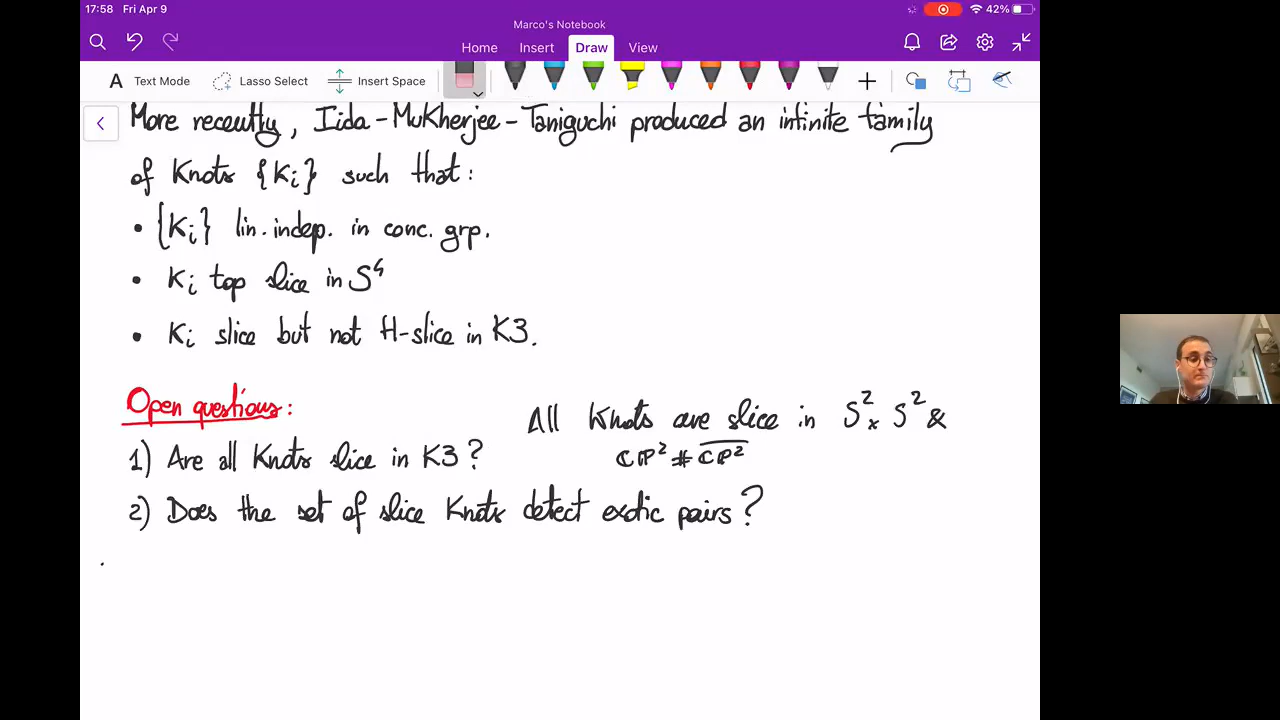 17:58 Fri Apr 9
42%
Marco's Notebook
Home Insert Draw View
Text Mode Lasso Select Insert Space
More recently, Iida-Mukherjee-Taniguchi produced an infinite family
of Knots {Ki} such that:
• {Ki} lin. indep. in conc. grp.
• Ki top slice in S⁴
• Ki slice but not H-slice in K3.
Open questions:
All Knots are slice in S² × S² &
1) Are all Knots slice in K3?
ℂP² # \overline{ℂP²}
2) Does the set of slice Knots detect exotic pairs?